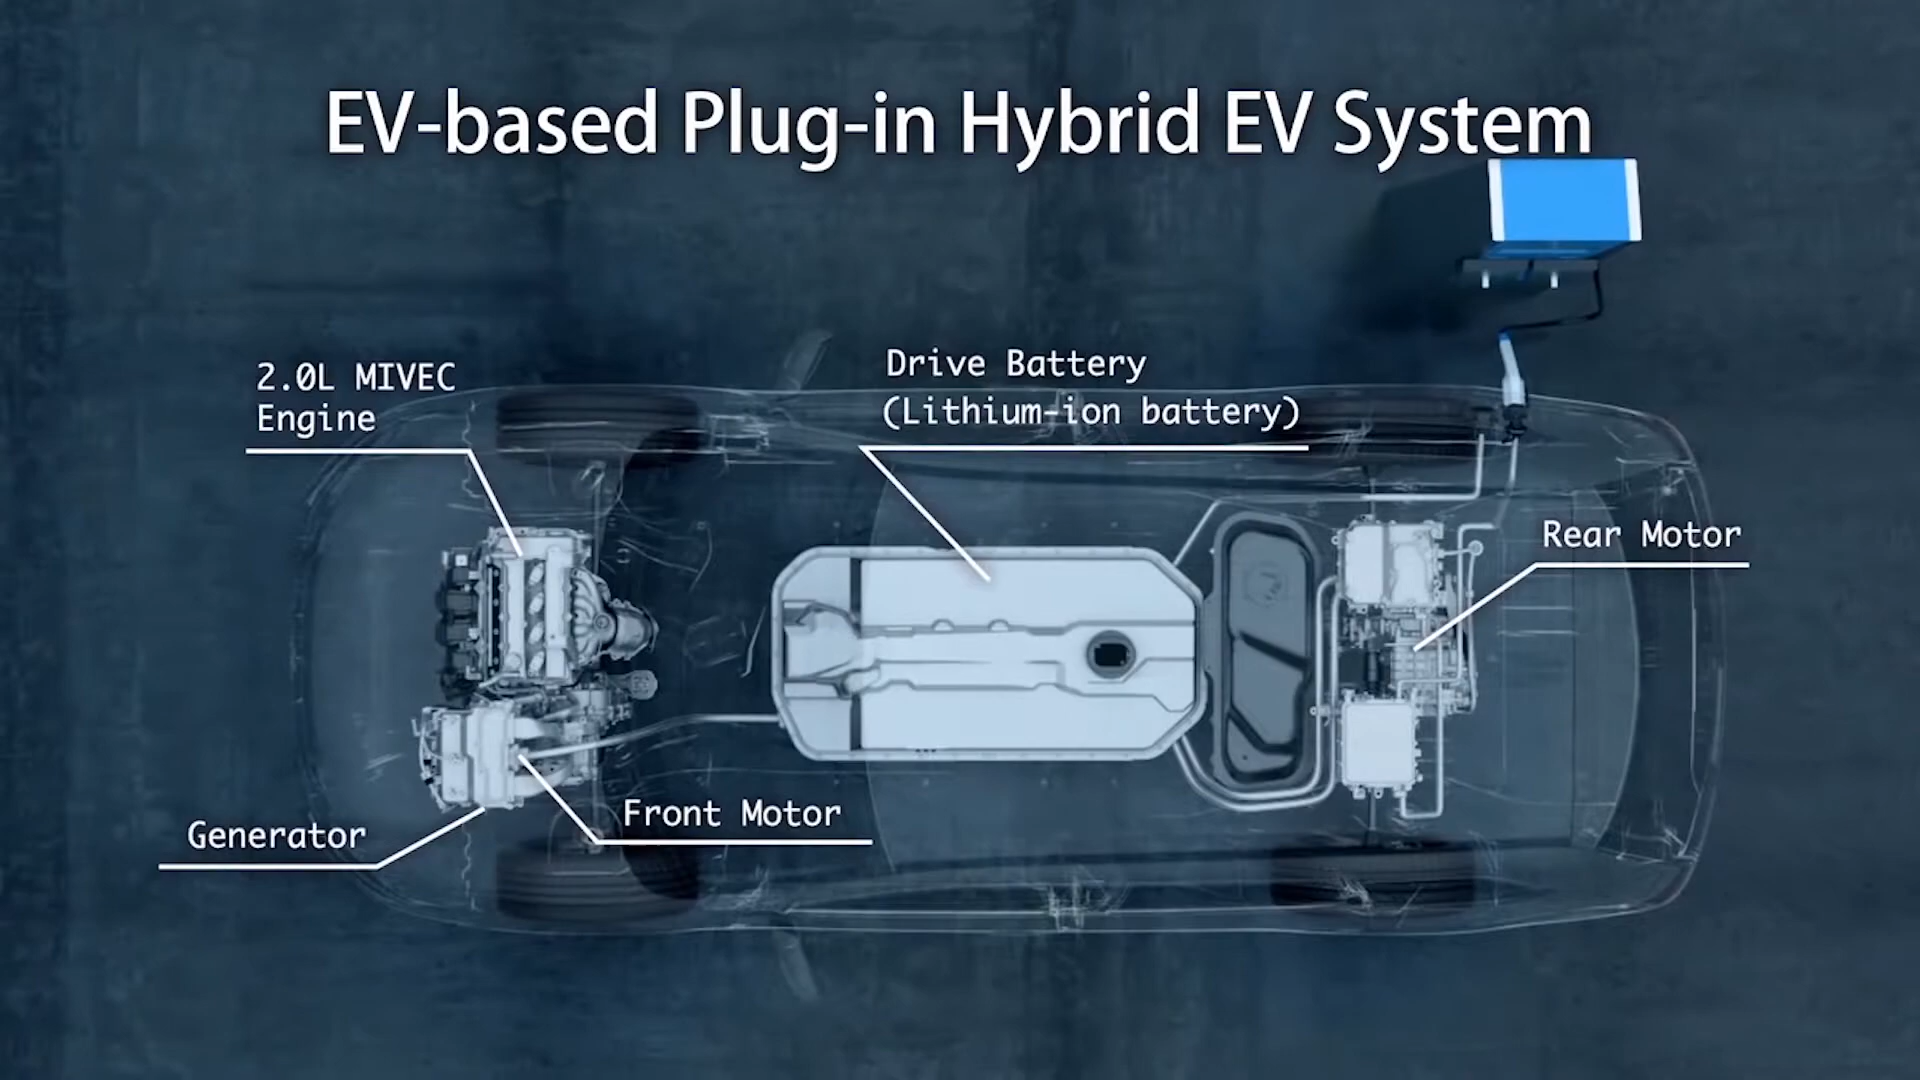 EV-based Plug-in Hybrid EV System
2.0L MIVEC
Engine
Drive Battery
(Lithium-ion battery)
Rear Motor
Front Motor
Generator